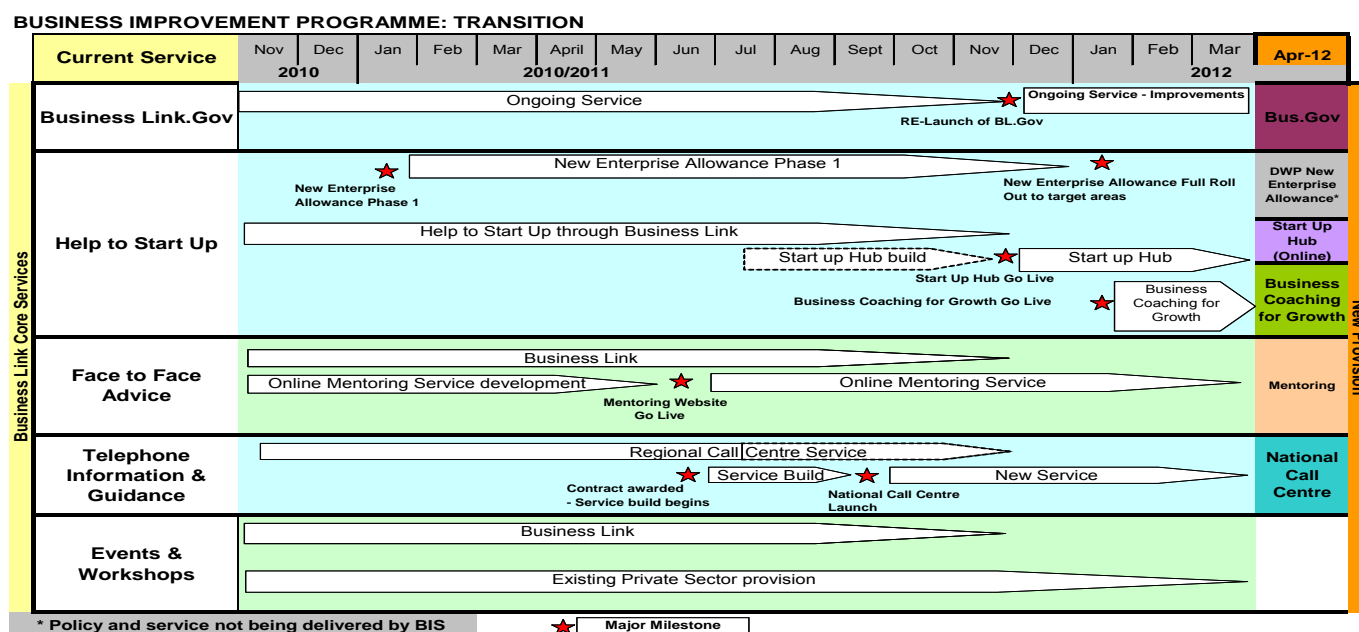 BUSINESS IMPROVEMENT PROGRAMME: TRANSITION
Current Service
Nov Dec Jan Feb Mar April May Jun Jul Aug Sept Oct Nov Dec Jan Feb Mar
2010 2010/2011 2012
Apr-12
Business Link Core Services
New Provision
Business Link.Gov
Ongoing Service
RE-Launch of BL.Gov
Ongoing Service - Improvements
Bus.Gov
Help to Start Up
New Enterprise
Allowance Phase 1
New Enterprise Allowance Phase 1
New Enterprise Allowance Full Roll
Out to target areas
DWP New
Enterprise
Allowance*
Help to Start Up through Business Link
Start up Hub build
Start Up Hub Go Live
Start up Hub
Start Up
Hub
(Online)
Business Coaching for Growth Go Live
Business
Coaching for
Growth
Business
Coaching
for Growth
Face to Face
Advice
Business Link
Online Mentoring Service development
Mentoring Website
Go Live
Online Mentoring Service
Mentoring
Telephone
Information &
Guidance
Regional Call Centre Service
Contract awarded
- Service build begins
Service Build
National Call Centre
Launch
New Service
National
Call
Centre
Events &
Workshops
Business Link
Existing Private Sector provision
* Policy and service not being delivered by BIS
Major Milestone